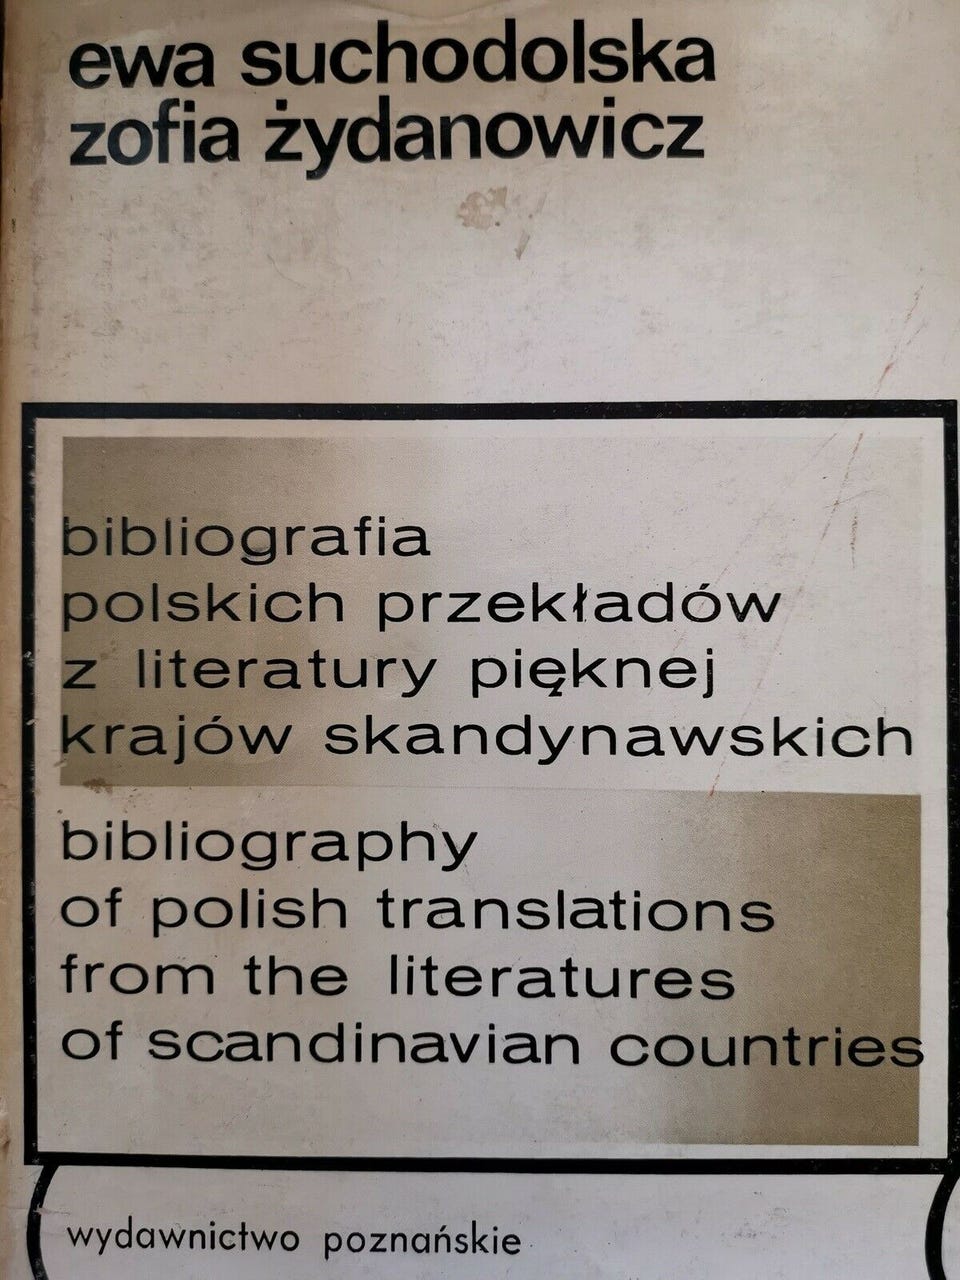 ewa suchodolska
zofia żydanowicz
bibliografia
polskich przekładów
z literatury pięknej
krajów skandynawskich
bibliography
of polish translations
from the literatures
of scandinavian countries
wydawnictwo poznańskie